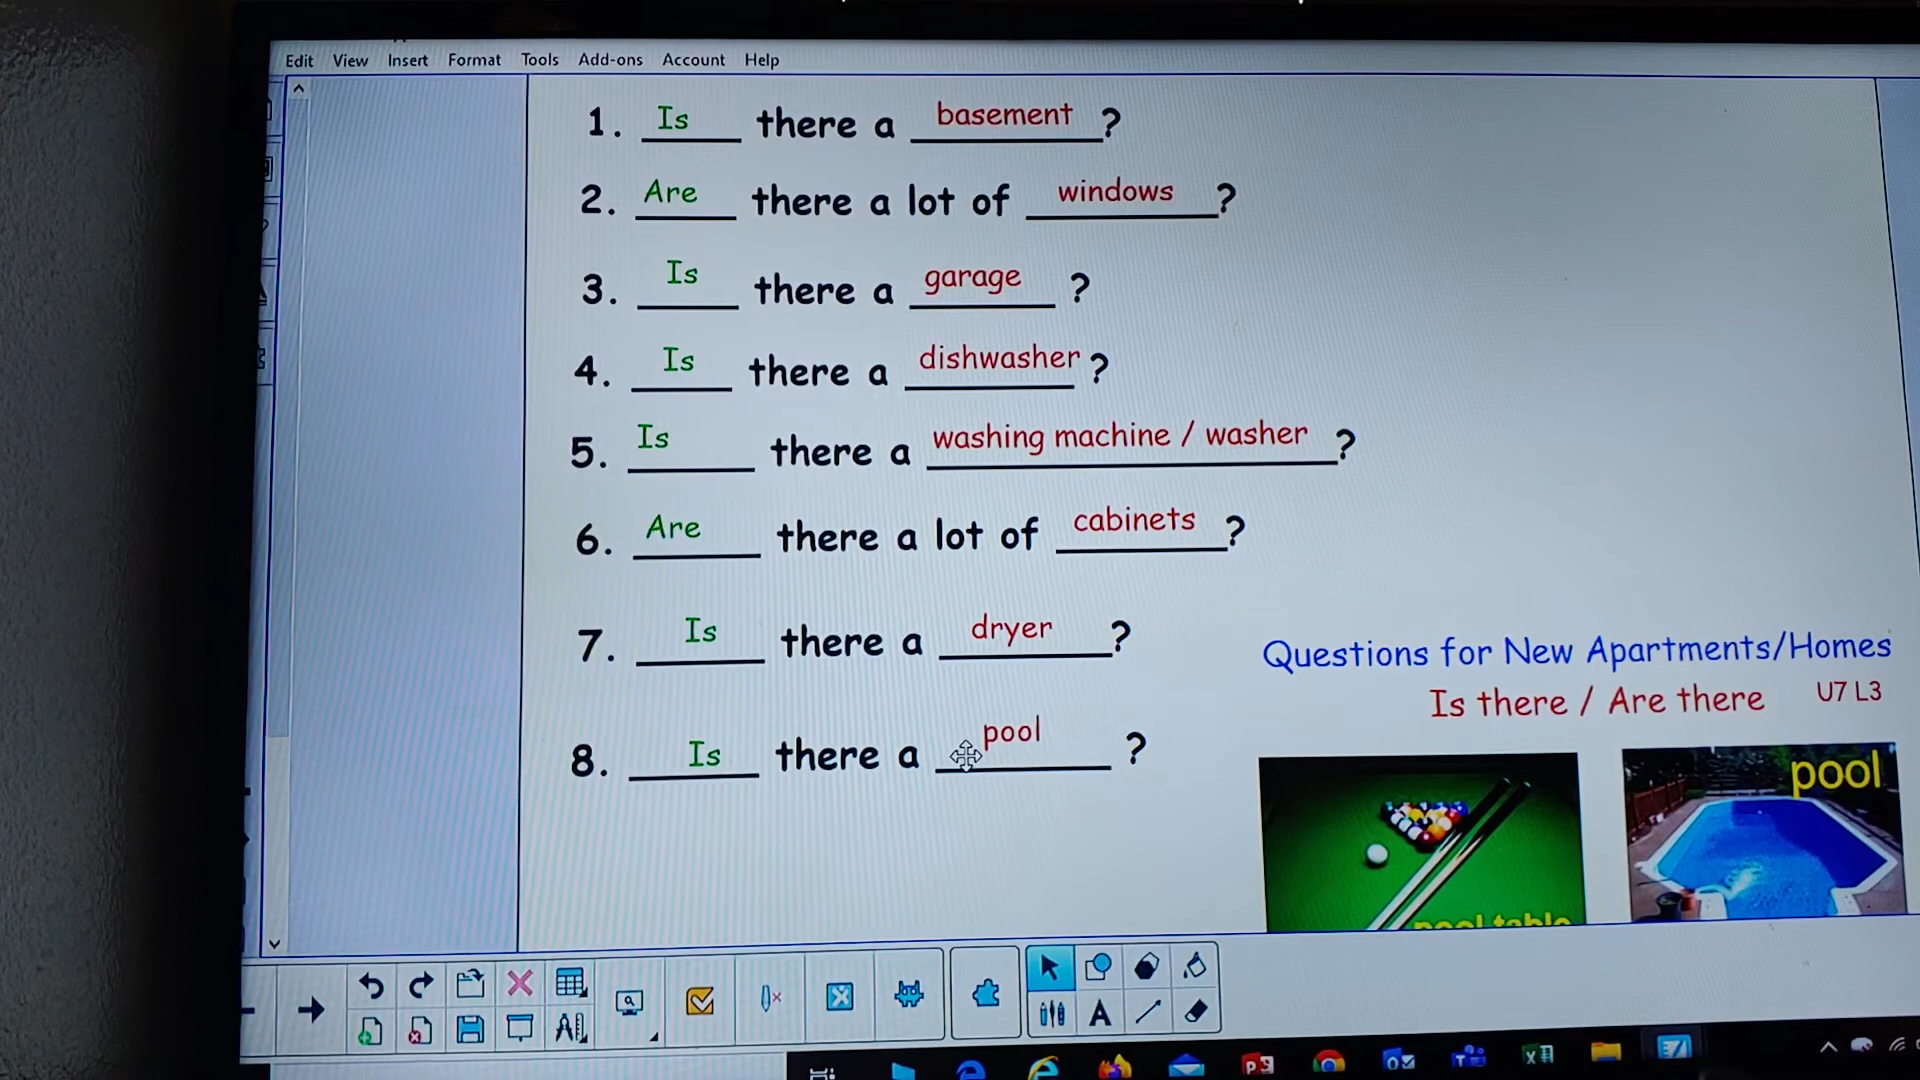 Edit View Insert Format Tools Add-ons Account Help
1. Is there a basement?
2. Are there a lot of windows?
3. Is there a garage ?
4. Is there a dishwasher ?
5. Is there a washing machine / washer?
6. Are there a lot of cabinets?
7. Is there a dryer?
8. Is there a pool ?
Questions for New Apartments/Homes
Is there / Are there U7 L3
pool
pool table